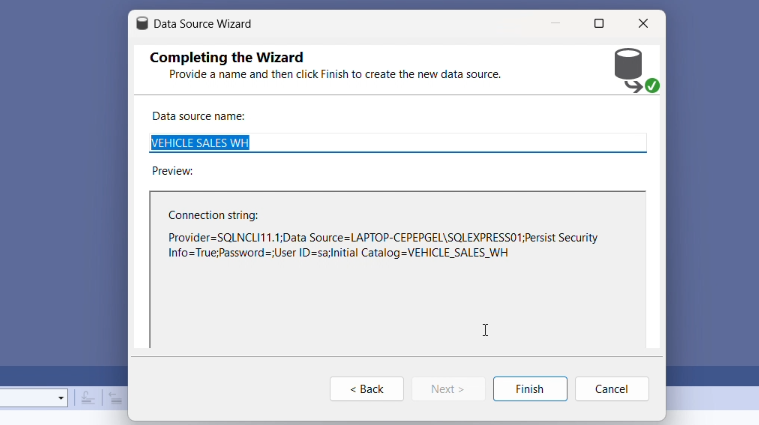 Data Source Wizard
Completing the Wizard
Provide a name and then click Finish to create the new data source.
Data source name:
VEHICLE SALES WH
Preview:
Connection string:
Provider=SQLNCLI11.1;Data Source=LAPTOP-CEPEPGEL\SQLEXPRESS01;Persist Security
Info=True;Password=;User ID=sa;Initial Catalog=VEHICLE_SALES_WH
< Back
Next >
Finish
Cancel